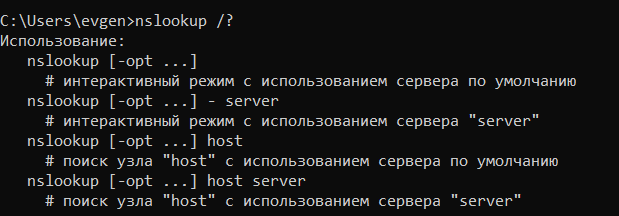 C:\Users\evgen>nslookup /?
Использование:
nslookup [-opt ...]
# интерактивный режим с использованием сервера по умолчанию
nslookup [-opt ...] - server
# интерактивный режим с использованием сервера "server"
nslookup [-opt ...] host
# поиск узла "host" с использованием сервера по умолчанию
nslookup [-opt ...] host server
# поиск узла "host" с использованием сервера "server"